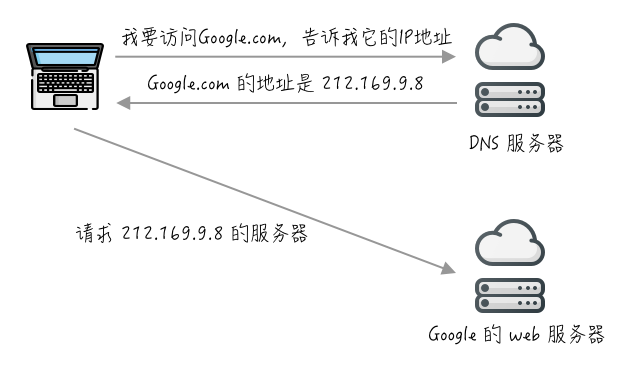 我要访问Google.com，告诉我它的IP地址
Google.com 的地址是 212.169.9.8
DNS 服务器
请求 212.169.9.8 的服务器
Google 的 web 服务器